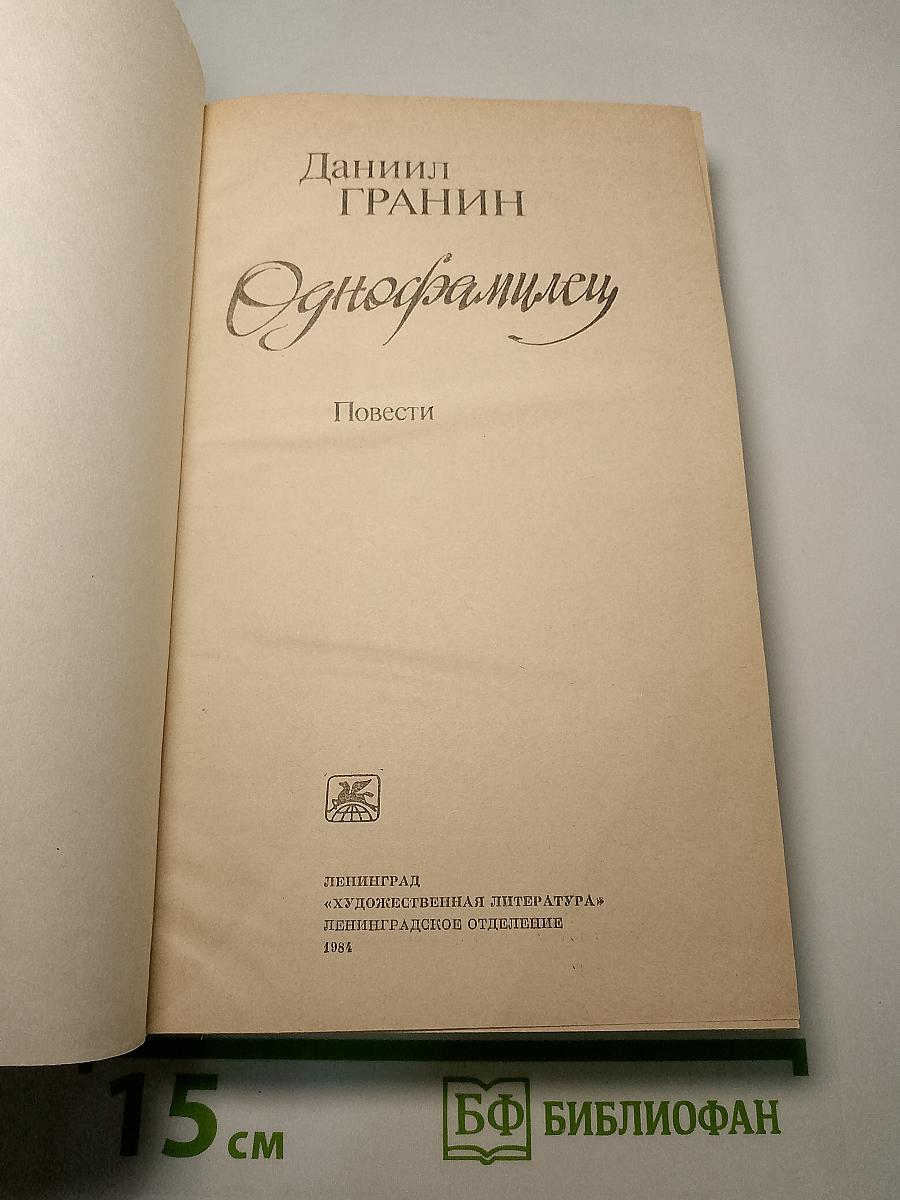 Даниил
ГРАНИН
Однофамилец
Повести
ЛЕНИНГРАД
«ХУДОЖЕСТВЕННАЯ ЛИТЕРАТУРА»
ЛЕНИНГРАДСКОЕ ОТДЕЛЕНИЕ
1984
15 см
БФ БИБЛИОФАН